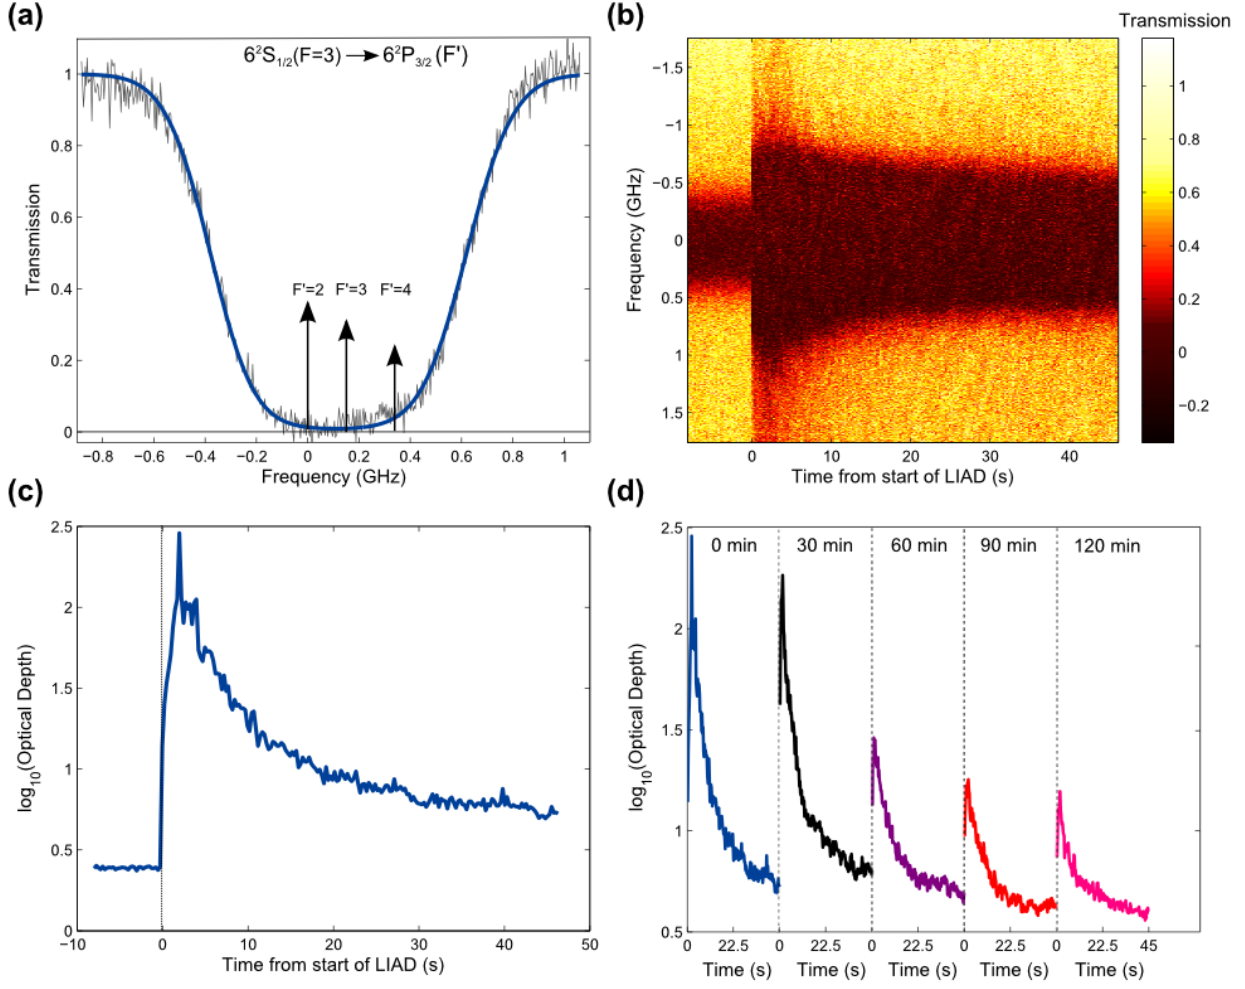 (a)
6²S₁/₂(F=3) → 6²P₃/₂(F')
Transmission
1
0.8
0.6
0.4
0.2
0
F'=2 F'=3 F'=4
−0.8 −0.6 −0.4 −0.2 0 0.2 0.4 0.6 0.8 1
Frequency (GHz)
(b)
Transmission
Frequency (GHz)
−1.5
−1
−0.5
0
0.5
1
1.5
0 10 20 30 40
Time from start of LIAD (s)
1
0.8
0.6
0.4
0.2
0
−0.2
(c)
log₁₀(Optical Depth)
2.5
2
1.5
1
0.5
0
−10 0 10 20 30 40 50
Time from start of LIAD (s)
(d)
log₁₀(Optical Depth)
2.5
2
1.5
1
0.5
0 min 30 min 60 min 90 min 120 min
0 22.5 0 22.5 0 22.5 0 22.5 0 22.5 45
Time (s) Time (s) Time (s) Time (s) Time (s)